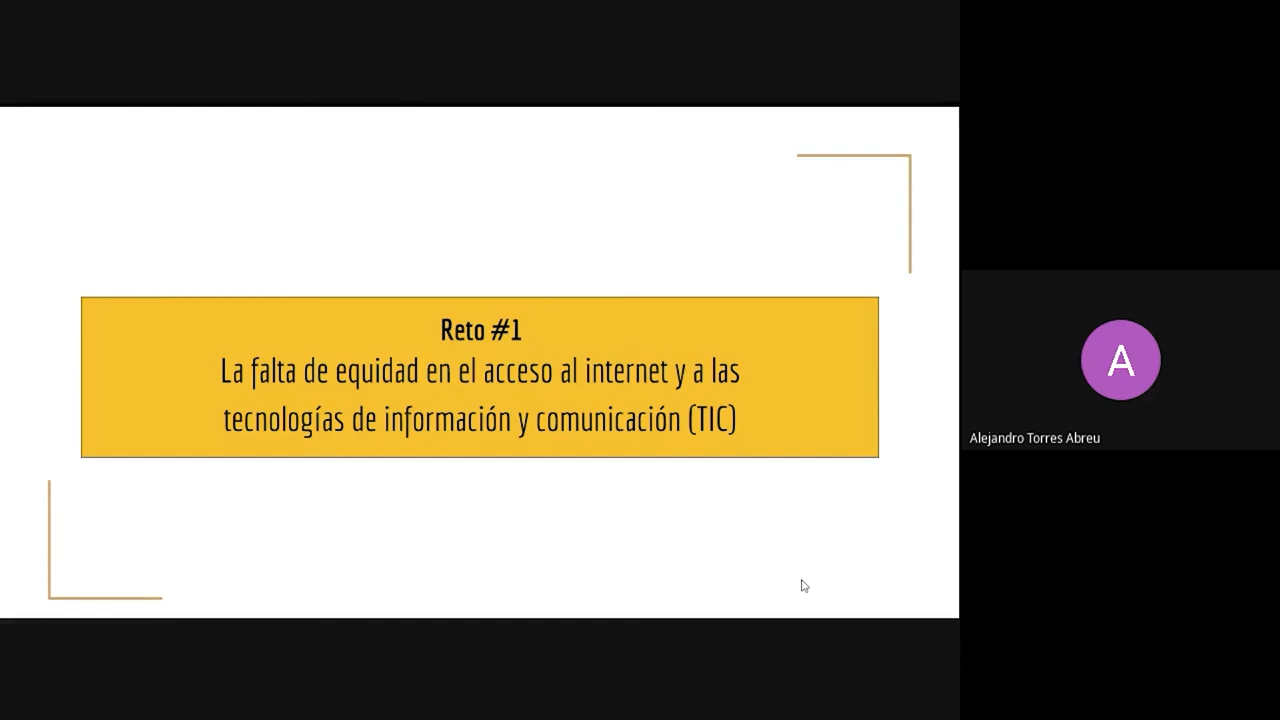 Reto #1
La falta de equidad en el acceso al internet y a las
tecnologías de información y comunicación (TIC)
A
Alejandro Torres Abreu